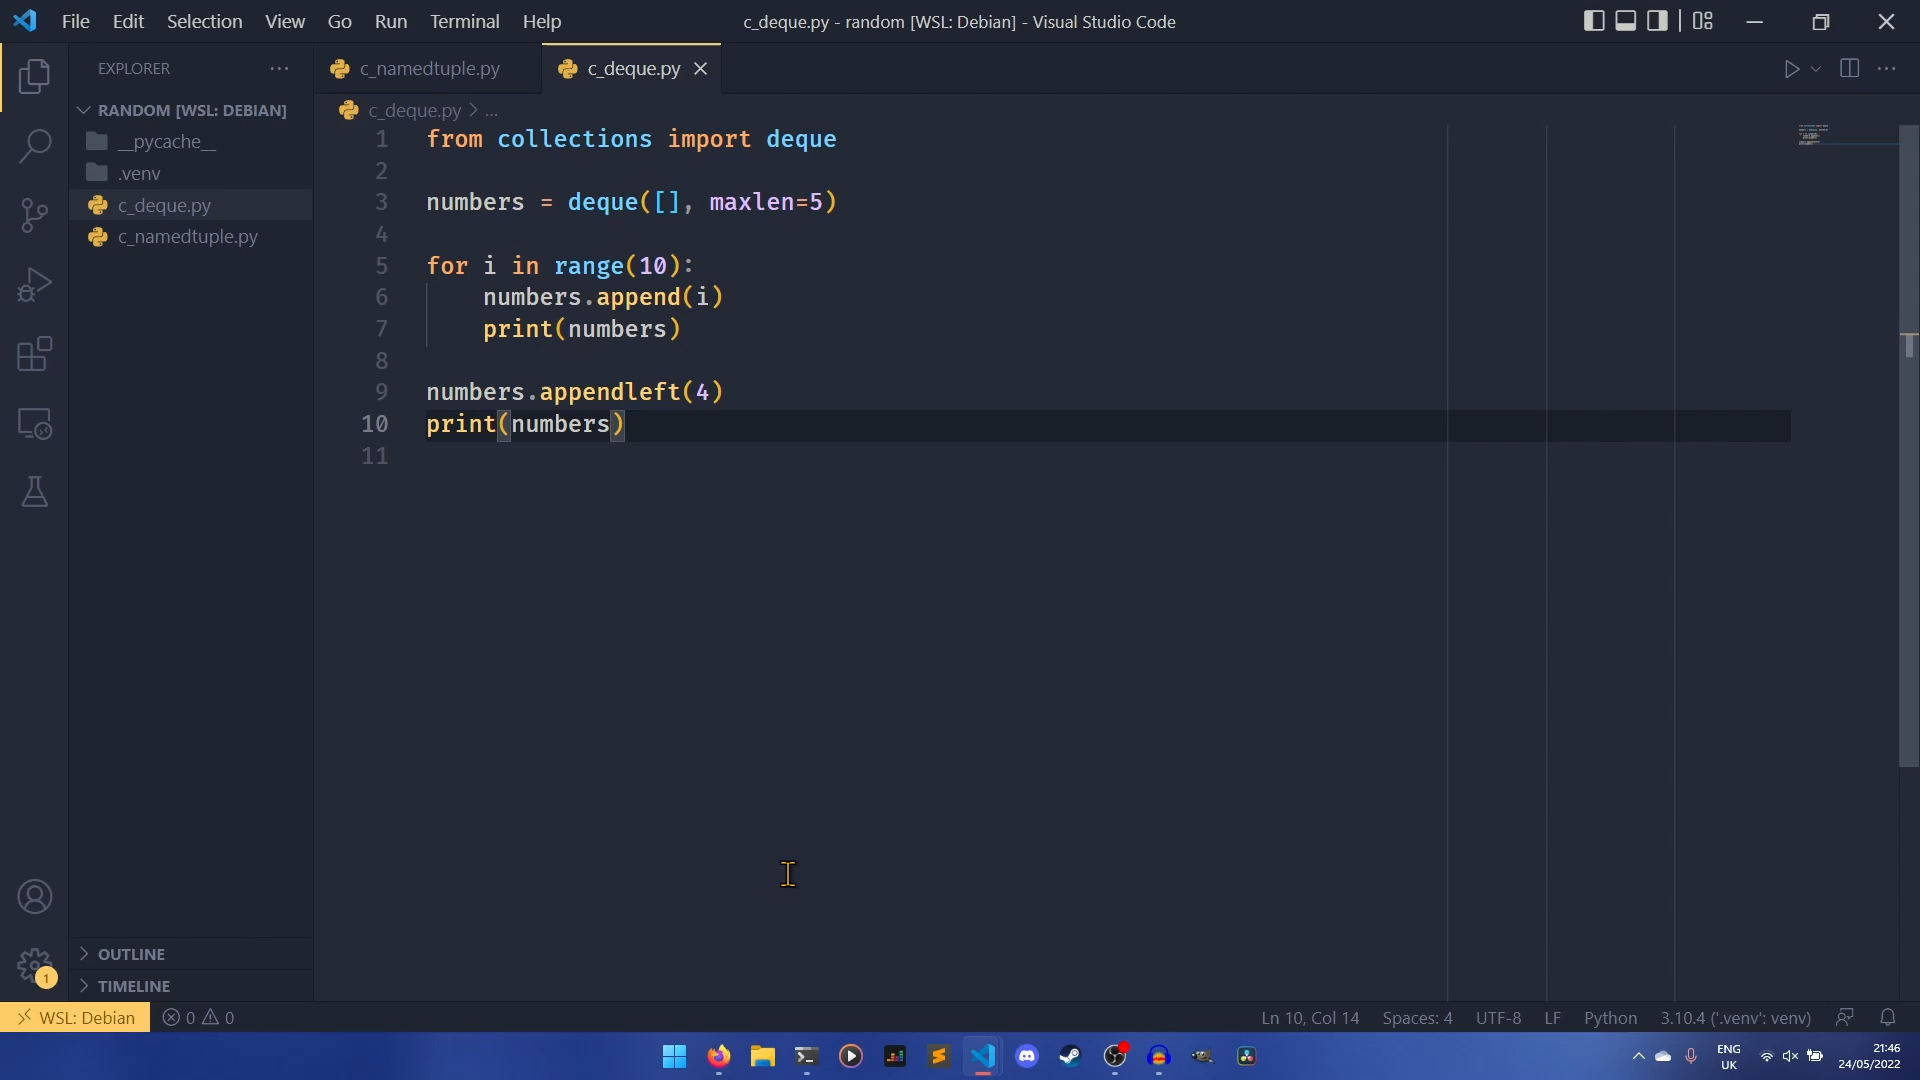 File Edit Selection View Go Run Terminal Help
c_deque.py - random [WSL: Debian] - Visual Studio Code
EXPLORER
c_namedtuple.py
c_deque.py
RANDOM [WSL: DEBIAN]
c_deque.py > ...
__pycache__
.venv
c_deque.py
c_namedtuple.py
1 from collections import deque
2
3 numbers = deque([], maxlen=5)
4
5 for i in range(10):
6     numbers.append(i)
7     print(numbers)
8
9 numbers.appendleft(4)
10 print(numbers)
11
OUTLINE
TIMELINE
1
WSL: Debian 0 0
Ln 10, Col 14 Spaces: 4 UTF-8 LF Python 3.10.4 ('.venv': venv)
ENG
UK
21:46
24/05/2022